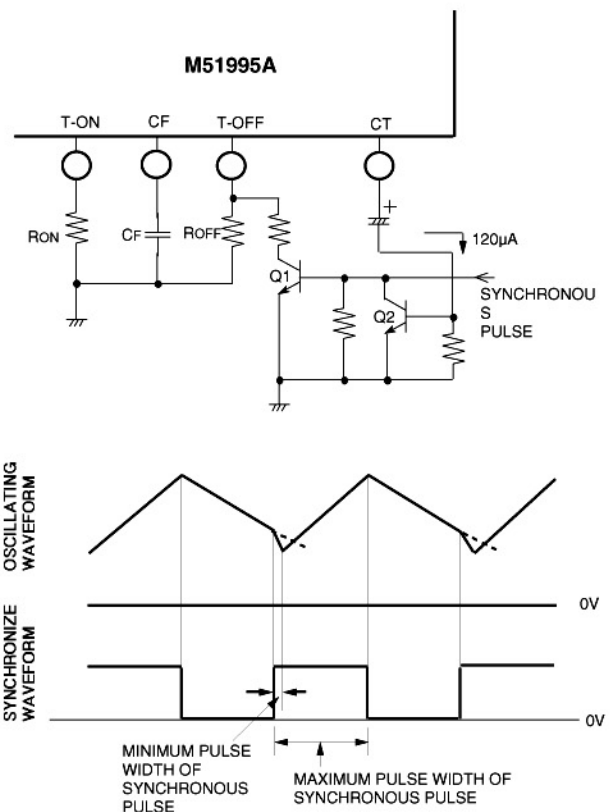 M51995A
T-ON CF T-OFF CT
+
RON CF ROFF
120µA
Q1
SYNCHRONOU
S
PULSE
Q2
OSCILLATING
WAVEFORM
0V
SYNCHRONIZE
WAVEFORM
0V
MINIMUM PULSE
WIDTH OF
SYNCHRONOUS
PULSE
MAXIMUM PULSE WIDTH OF
SYNCHRONOUS PULSE